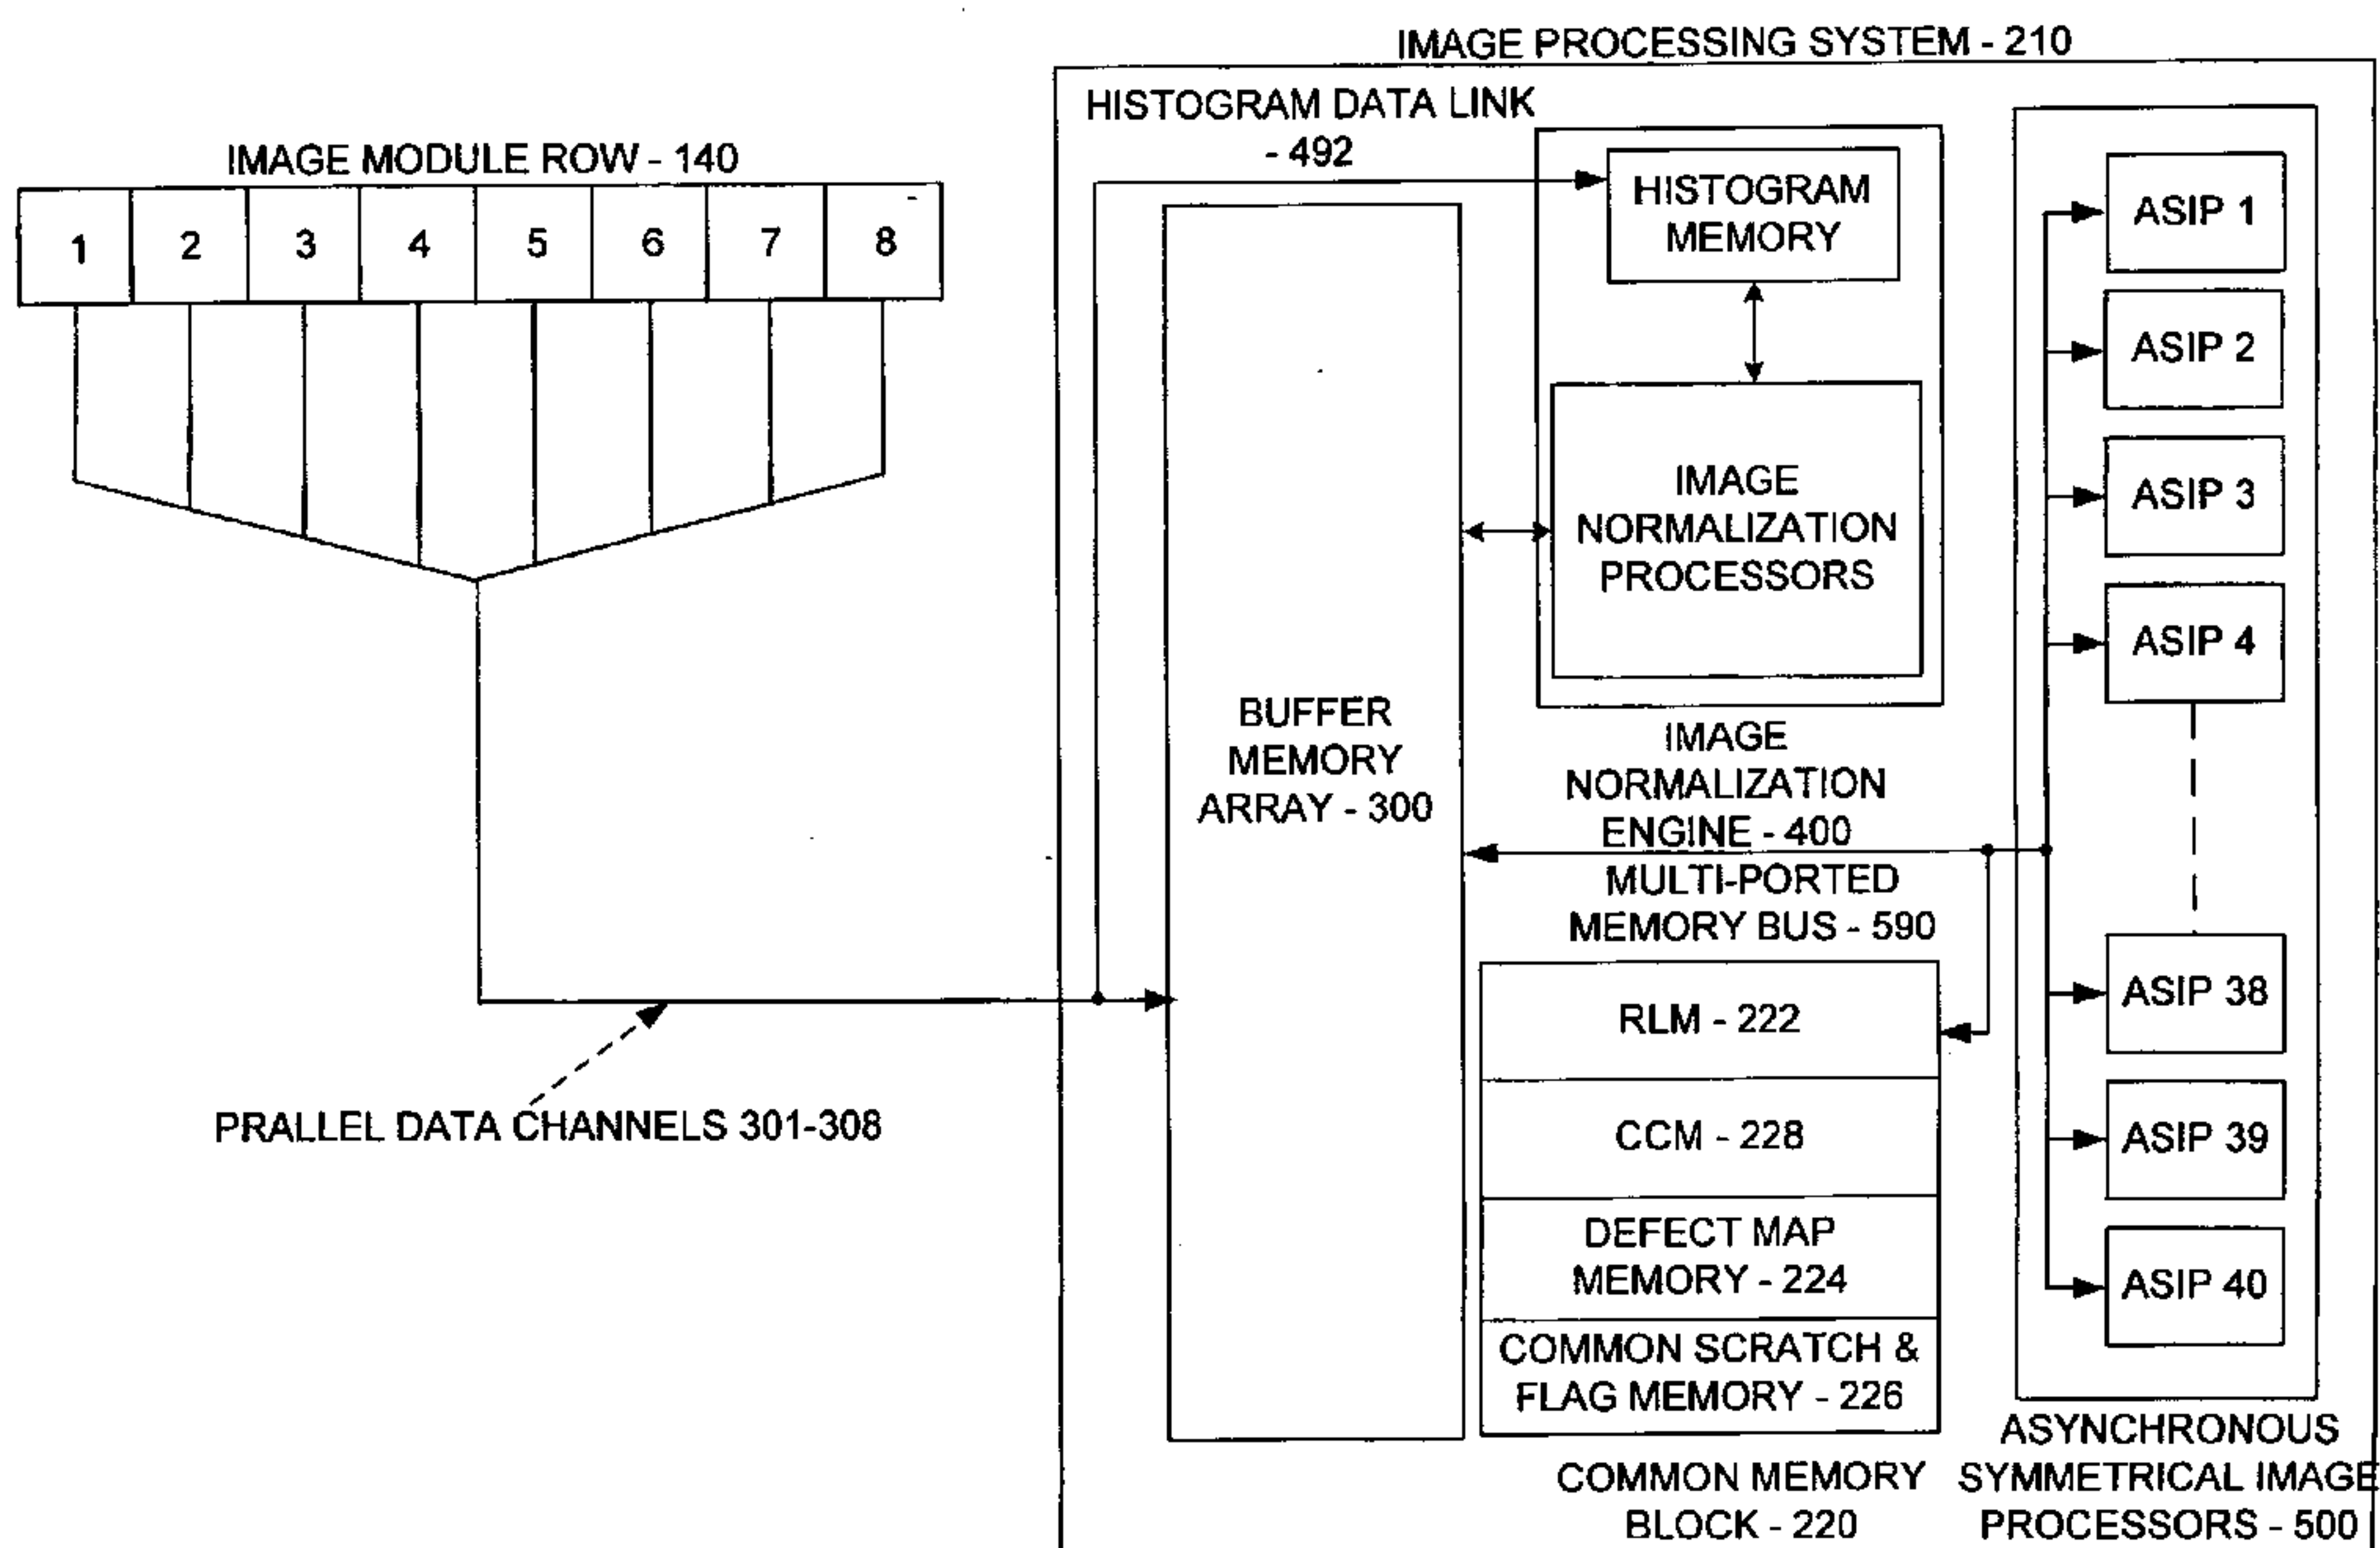 IMAGE PROCESSING SYSTEM - 210
HISTOGRAM DATA LINK
- 492
IMAGE MODULE ROW - 140
1
2
3
4
5
6
7
8
HISTOGRAM
MEMORY
IMAGE
NORMALIZATION
PROCESSORS
BUFFER
MEMORY
ARRAY - 300
IMAGE
NORMALIZATION
ENGINE - 400
MULTI-PORTED
MEMORY BUS - 590
PRALLEL DATA CHANNELS 301-308
RLM - 222
CCM - 228
DEFECT MAP
MEMORY - 224
COMMON SCRATCH &
FLAG MEMORY - 226
COMMON MEMORY
BLOCK - 220
ASIP 1
ASIP 2
ASIP 3
ASIP 4
ASIP 38
ASIP 39
ASIP 40
ASYNCHRONOUS
SYMMETRICAL IMAGE
PROCESSORS - 500